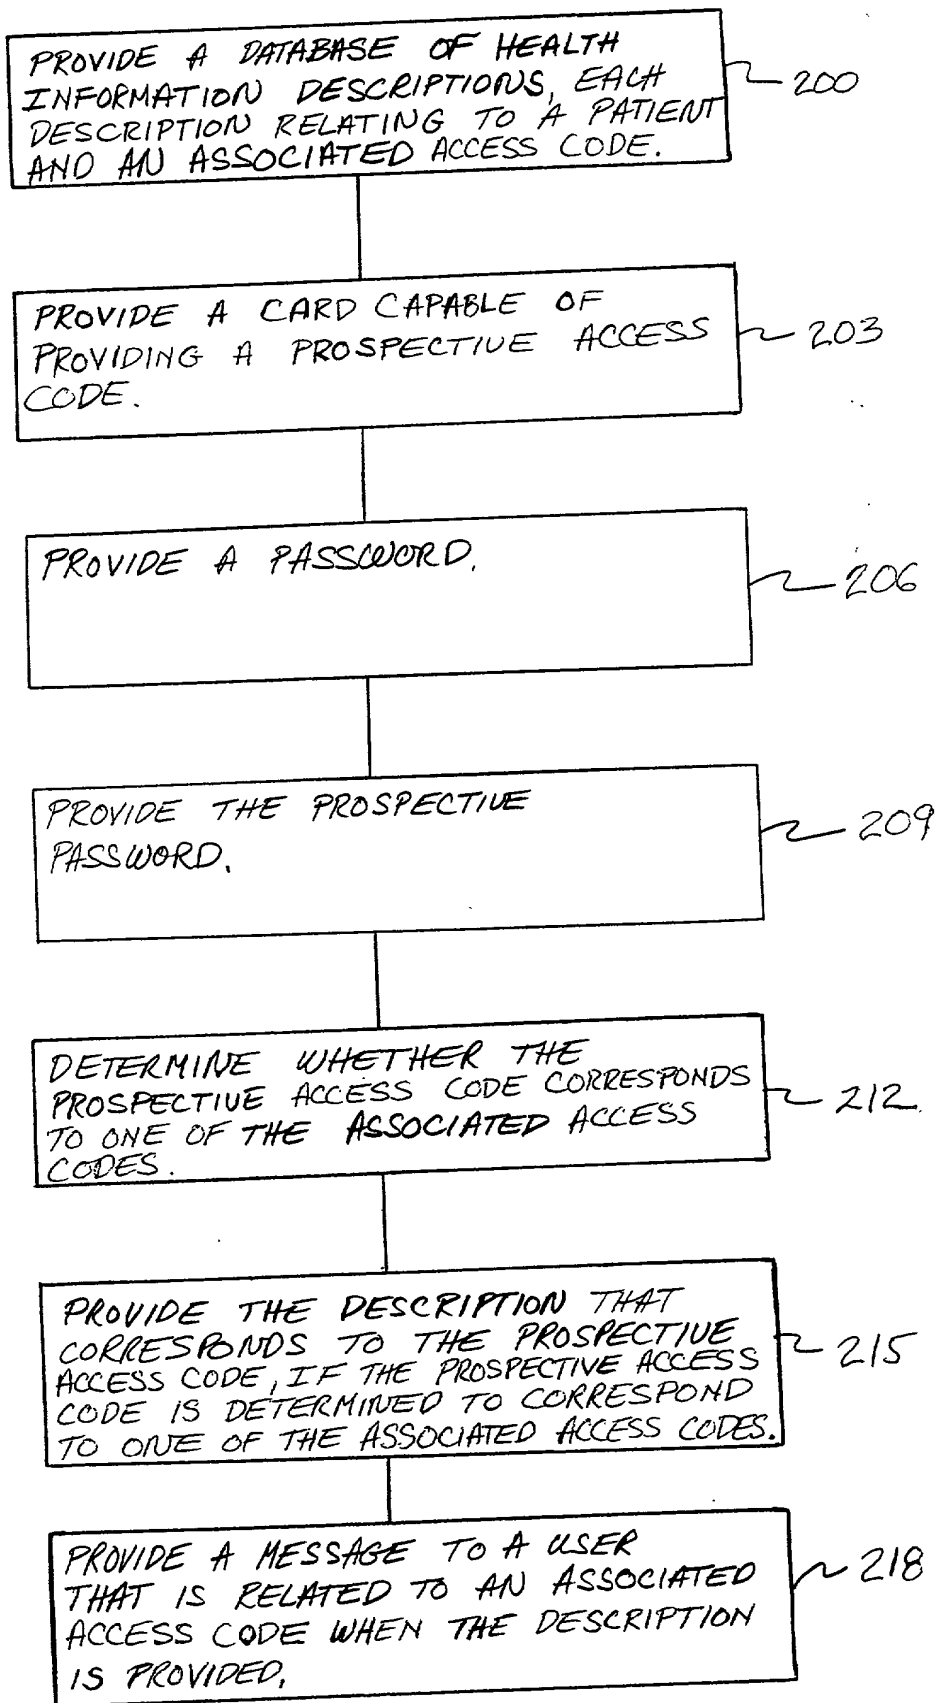 PROVIDE A DATABASE OF HEALTH
INFORMATION DESCRIPTIONS, EACH
DESCRIPTION RELATING TO A PATIENT
AND AN ASSOCIATED ACCESS CODE.
200
PROVIDE A CARD CAPABLE OF
PROVIDING A PROSPECTIVE ACCESS
CODE.
203
PROVIDE A PASSWORD.
206
PROVIDE THE PROSPECTIVE
PASSWORD.
209
DETERMINE WHETHER THE
PROSPECTIVE ACCESS CODE CORRESPONDS
TO ONE OF THE ASSOCIATED ACCESS
CODES.
212
PROVIDE THE DESCRIPTION THAT
CORRESPONDS TO THE PROSPECTIVE
ACCESS CODE, IF THE PROSPECTIVE ACCESS
CODE IS DETERMINED TO CORRESPOND
TO ONE OF THE ASSOCIATED ACCESS CODES.
215
PROVIDE A MESSAGE TO A USER
THAT IS RELATED TO AN ASSOCIATED
ACCESS CODE WHEN THE DESCRIPTION
IS PROVIDED.
218